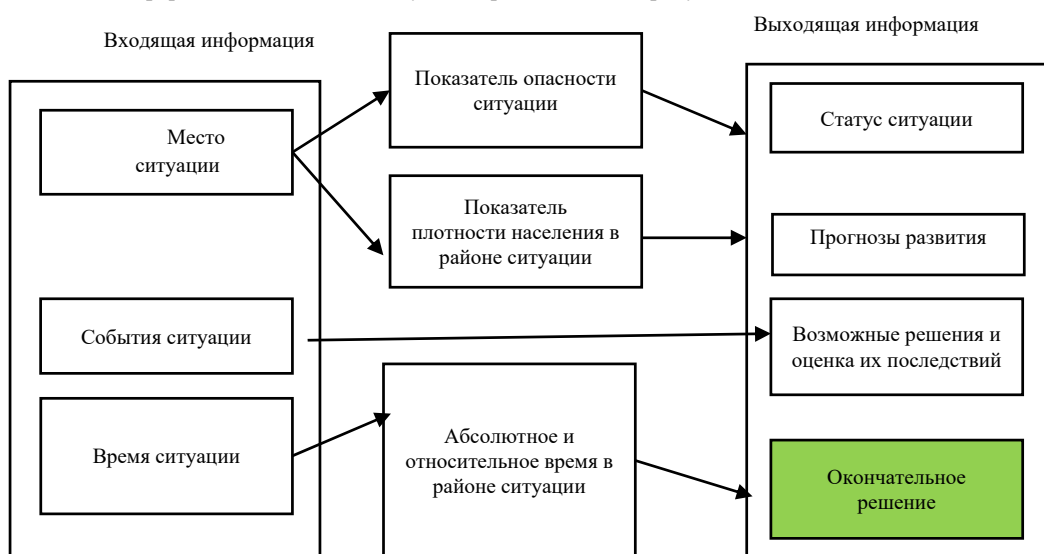 Входящая информация
Выходящая информация
Место
ситуации
События ситуации
Время ситуации
Показатель опасности
ситуации
Показатель
плотности населения в
районе ситуации
Абсолютное и
относительное время в
районе ситуации
Статус ситуации
Прогнозы развития
Возможные решения и
оценка их последствий
Окончательное
решение